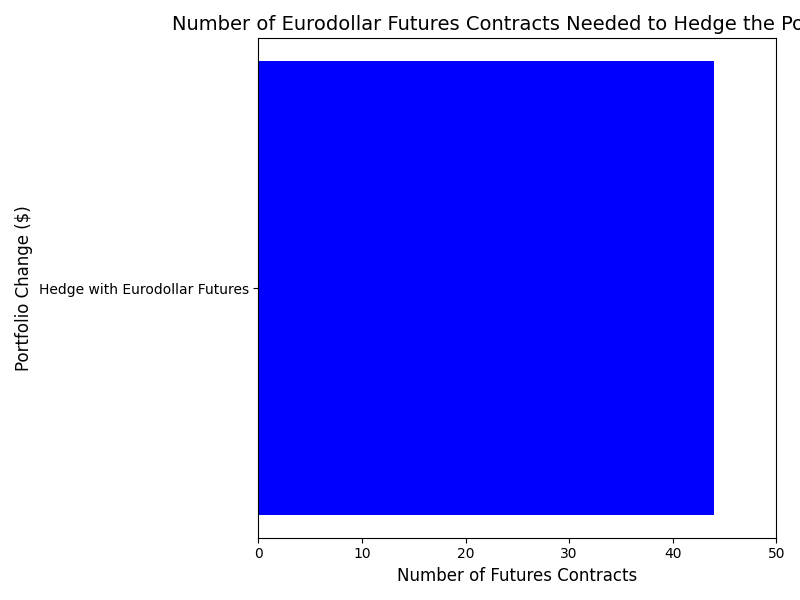 Number of Eurodollar Futures Contracts Needed to Hedge the
Portfolio Change ($)
Hedge with Eurodollar Futures
0 10 20 30 40 50
Number of Futures Contracts